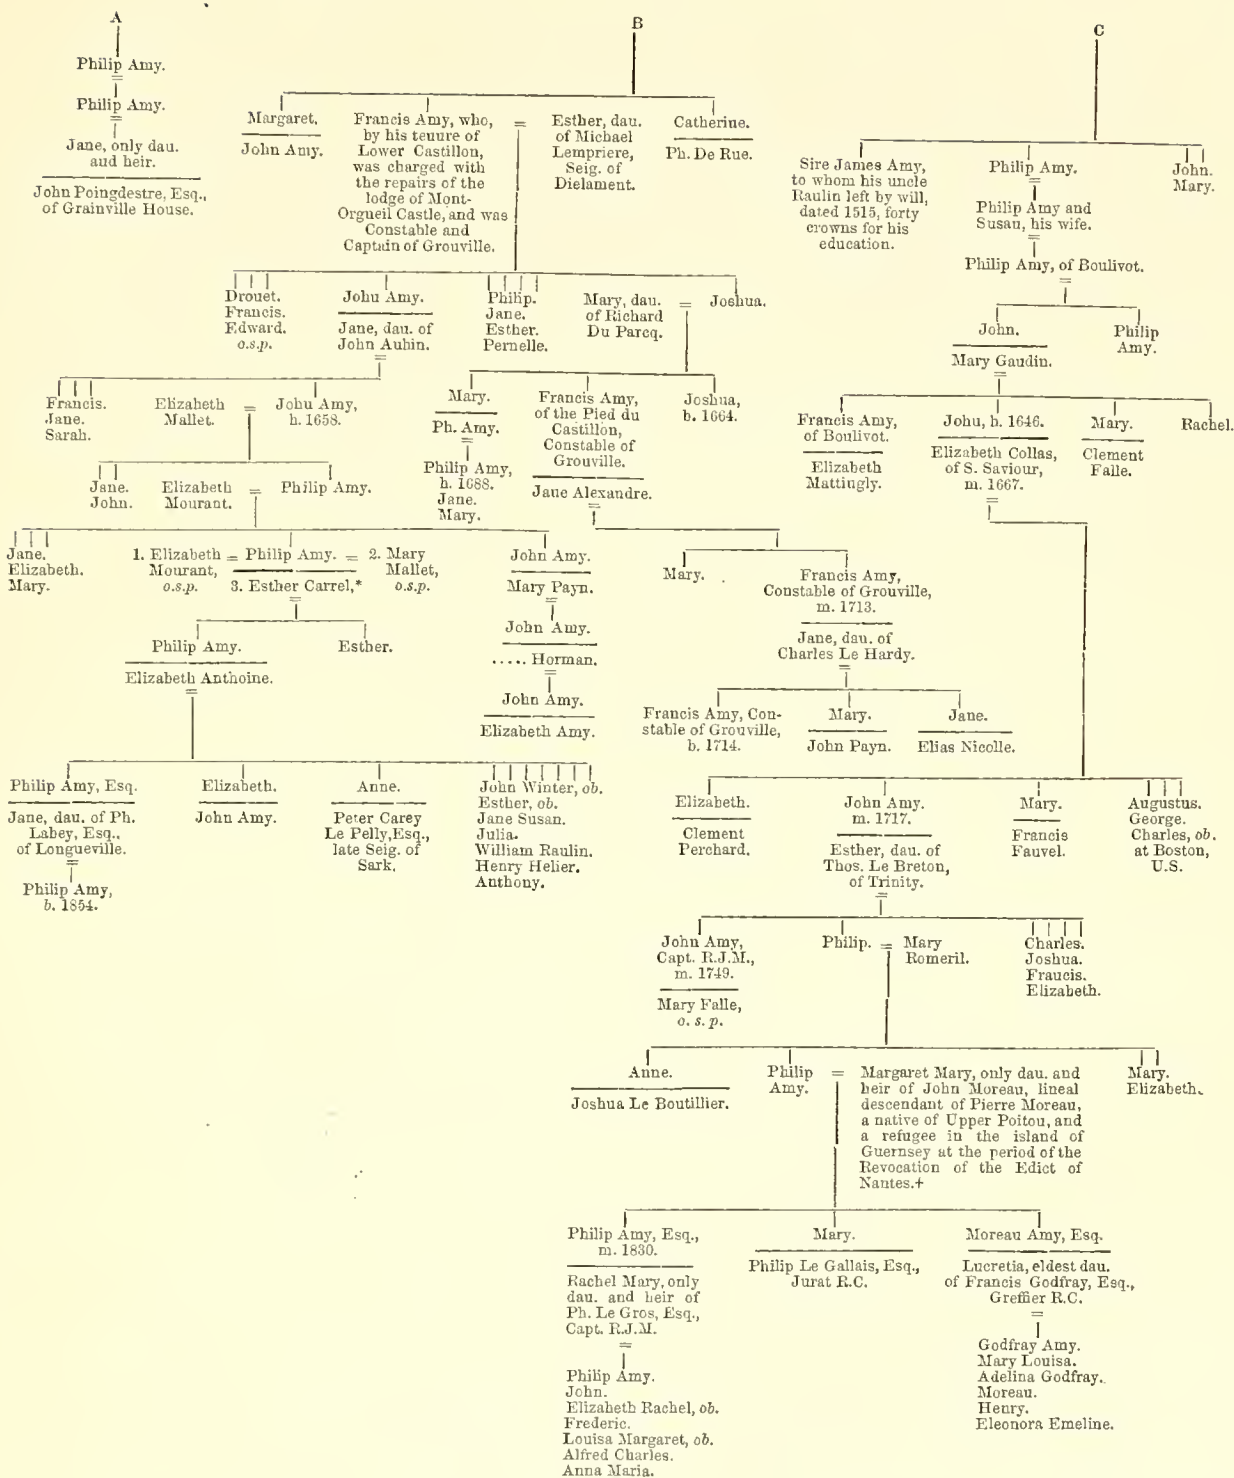 A
Philip Amy.
=
Philip Amy.
=
Jane, only dau.
and heir.
John Poingdestre, Esq.,
of Grainville House.
B
Margaret.
John Amy.
Francis Amy, who,
by his tenure of
Lower Castillon,
was charged with
the repairs of the
lodge of Mont-
Orgueil Castle, and was
Constable and
Captain of Grouville.
=
Esther, dau.
of Michael
Lempriere,
Seig. of
Dielament.
Catherine.
Ph. De Rue.
Drouet.
Francis.
Edward.
o.s.p.
John Amy.
Jane, dau. of
John Aubin.
=
Philip.
Jane.
Esther.
Pernelle.
Mary, dau.
of Richard
Du Parcq.
=
Joshua.
Francis.
Jane.
Sarah.
Elizabeth
Mallet.
=
John Amy,
b. 1658.
Mary.
Ph. Amy.
=
Philip Amy,
b. 1688.
Jane.
Mary.
Francis Amy,
of the Pied du
Castillon,
Constable of
Grouville.
Jane Alexandre.
=
Joshua,
b. 1664.
Jane.
John.
Elizabeth
Mourant.
=
Philip Amy.
Jane.
Elizabeth.
Mary.
1. Elizabeth
Mourant,
o.s.p.
= Philip Amy. =
3. Esther Carrel,*
=
2. Mary
Mallet,
o.s.p.
John Amy.
Mary Payn.
=
John Amy.
..... Horman.
=
John Amy.
Elizabeth Amy.
Mary.
Francis Amy,
Constable of Grouville,
m. 1713.
Jane, dau. of
Charles Le Hardy.
=
Philip Amy.
Elizabeth Anthoine.
=
Esther.
Francis Amy, Con-
stable of Grouville,
b. 1714.
Mary.
John Payn.
Jane.
Elias Nicolle.
Philip Amy, Esq.
Jane, dau. of Ph.
Labey, Esq.,
of Longueville.
=
Philip Amy,
b. 1854.
Elizabeth.
John Amy.
Anne.
Peter Carey
Le Pelly, Esq.,
late Seig. of
Sark.
John Winter, ob.
Esther, ob.
Jane Susan.
Julia.
William Raulin.
Henry Helier.
Anthony.
C
Sire James Amy,
to whom his uncle
Raulin left by will,
dated 1515, forty
crowns for his
education.
Philip Amy.
=
Philip Amy and
Susan, his wife.
=
Philip Amy, of Boulivot.
=
John.
Mary.
John.
Mary Gaudin.
=
Philip
Amy.
Francis Amy,
of Boulivot.
Elizabeth
Mattingly.
John, b. 1646.
Elizabeth Collas,
of S. Saviour,
m. 1667.
=
Mary.
Clement
Falle.
Rachel.
Elizabeth.
Clement
Perchard.
John Amy.
m. 1717.
Esther, dau. of
Thos. Le Breton,
of Trinity.
=
Mary.
Francis
Fauvel.
Augustus.
George.
Charles, ob.
at Boston,
U.S.
John Amy,
Capt. R.J.M.,
m. 1749.
Mary Falle,
o. s. p.
Philip.
=
Mary
Romeril.
Charles.
Joshua.
Francis.
Elizabeth.
Anne.
Joshua Le Boutillier.
Philip
Amy.
=
Margaret Mary, only dau. and
heir of John Moreau, lineal
descendant of Pierre Moreau,
a native of Upper Poitou, and
a refugee in the island of
Guernsey at the period of the
Revocation of the Edict of
Nantes.+
Mary.
Elizabeth.
Philip Amy, Esq.,
m. 1830.
Rachel Mary, only
dau. and heir of
Ph. Le Gros, Esq.,
Capt. R.J.M.
=
Philip Amy.
John.
Elizabeth Rachel, ob.
Frederic.
Louisa Margaret, ob.
Alfred Charles.
Anna Maria.
Mary.
Philip Le Gallais, Esq.,
Jurat R.C.
Moreau Amy, Esq.
Lucretia, eldest dau.
of Francis Godfray, Esq.,
Greffier R.C.
=
Godfray Amy.
Mary Louisa.
Adelina Godfray.
Moreau.
Henry.
Eleonora Emeline.